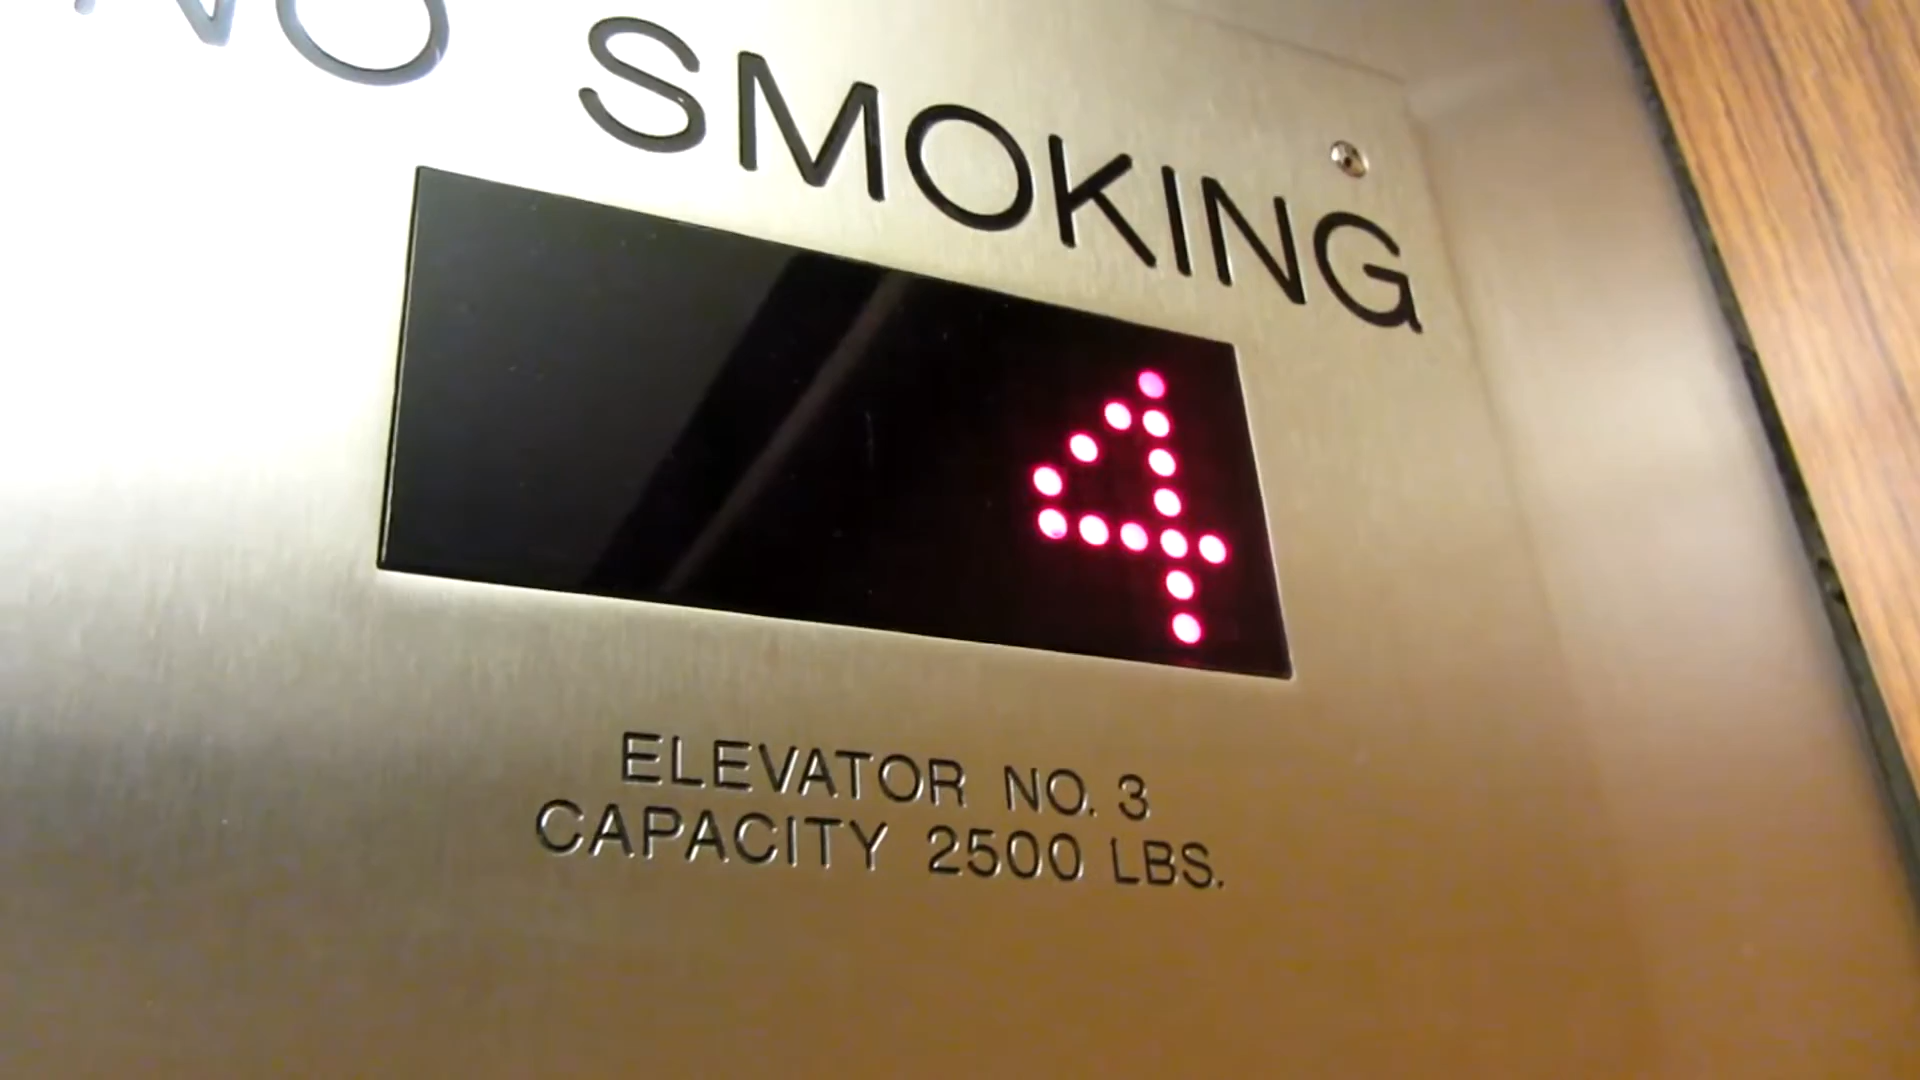 NO SMOKING
4
ELEVATOR NO. 3
CAPACITY 2500 LBS.